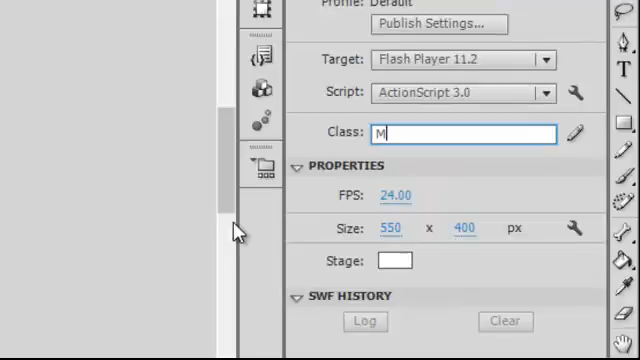 Profile: Default
Publish Settings...
Target: Flash Player 11.2
Script: ActionScript 3.0
Class: M
PROPERTIES
FPS: 24.00
Size: 550 x 400 px
Stage:
SWF HISTORY
Log Clear